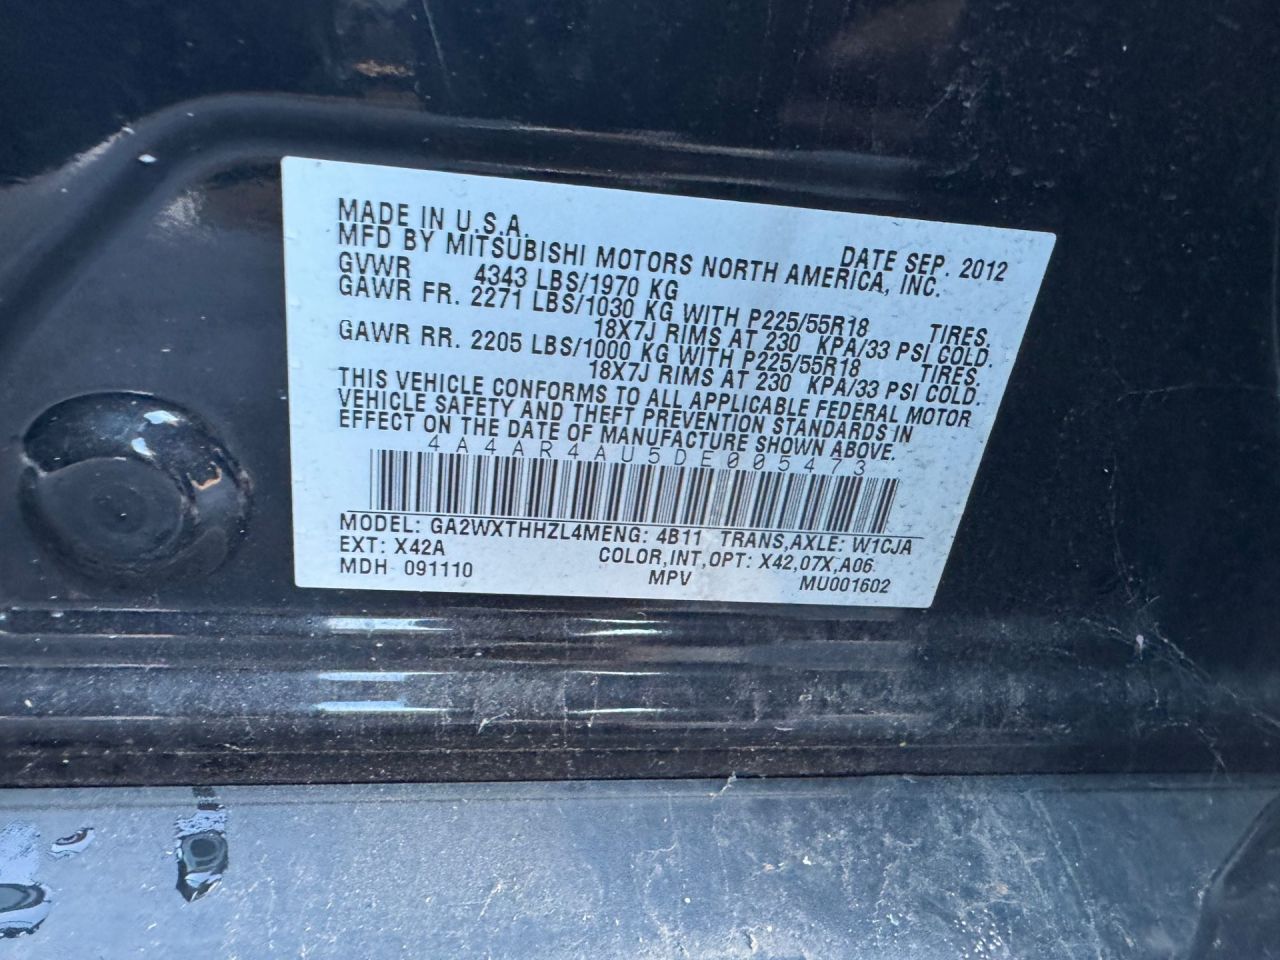 MADE IN U.S.A. DATE SEP. 2012
MFD BY MITSUBISHI MOTORS NORTH AMERICA, INC.
GVWR 4343 LBS/1970 KG
GAWR FR. 2271 LBS/1030 KG WITH P225/55R18 TIRES.
18X7J RIMS AT 230 KPA/33 PSI COLD.
GAWR RR. 2205 LBS/1000 KG WITH P225/55R18 TIRES.
18X7J RIMS AT 230 KPA/33 PSI COLD.
THIS VEHICLE CONFORMS TO ALL APPLICABLE FEDERAL MOTOR
VEHICLE SAFETY AND THEFT PREVENTION STANDARDS IN
EFFECT ON THE DATE OF MANUFACTURE SHOWN ABOVE.
4A4AR4AU5DE005473
MODEL: GA2WXTHHZL4MENG: 4B11 TRANS,AXLE: W1CJA
EXT: X42A COLOR,INT,OPT: X42,07X,A06
MDH 091110 MPV MU001602